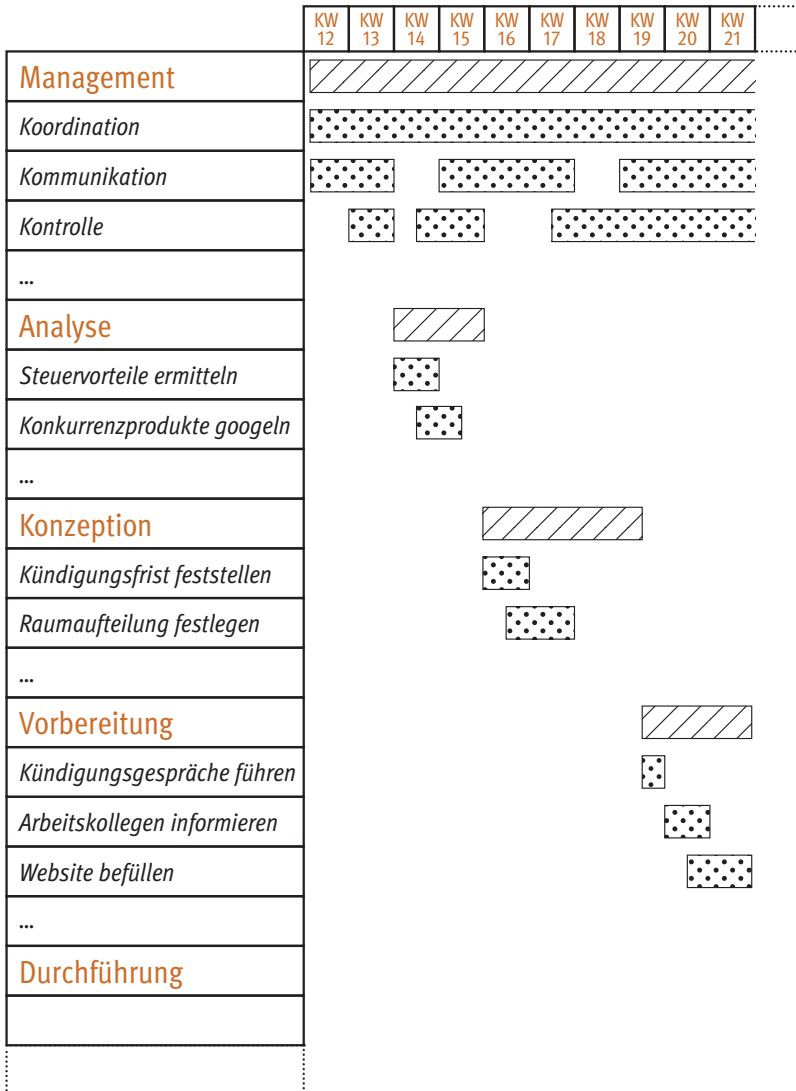 KW KW KW KW KW KW KW KW KW KW
12 13 14 15 16 17 18 19 20 21
Management
Koordination
Kommunikation
Kontrolle
...
Analyse
Steuervorteile ermitteln
Konkurrenzprodukte googeln
...
Konzeption
Kündigungsfrist feststellen
Raumaufteilung festlegen
...
Vorbereitung
Kündigungsgespräche führen
Arbeitskollegen informieren
Website befüllen
...
Durchführung